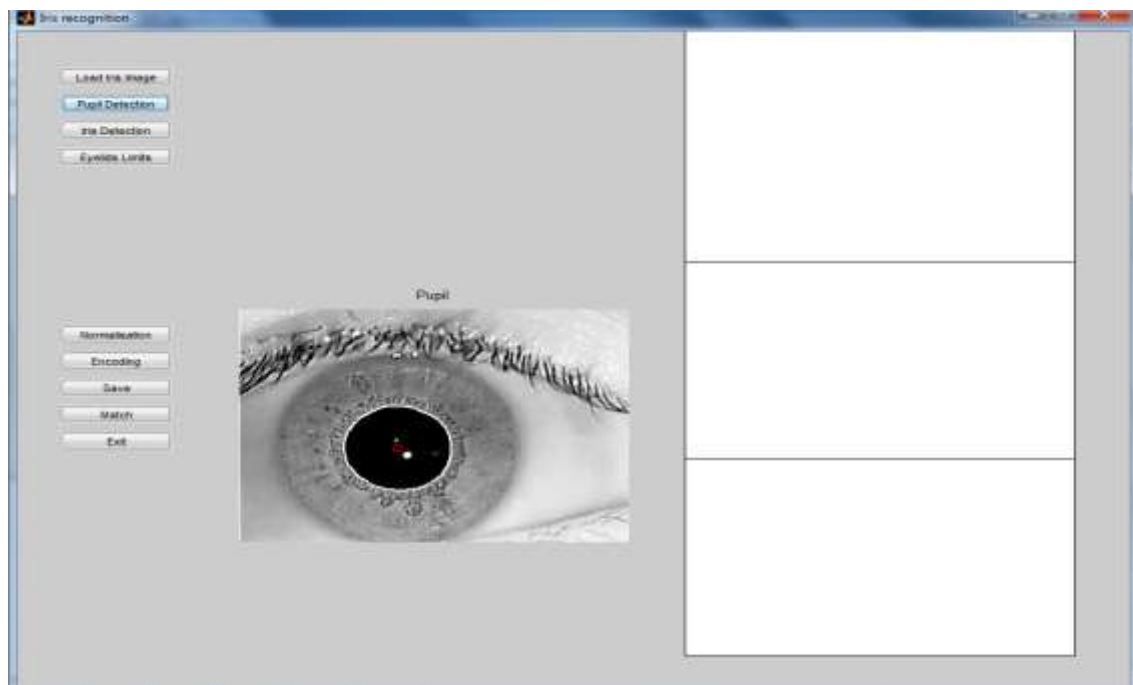 Iris recognition
Load Iris Image
Pupil Detection
Iris Detection
Eyelids Limits
Pupil
Normalisation
Encoding
Save
Match
Exit